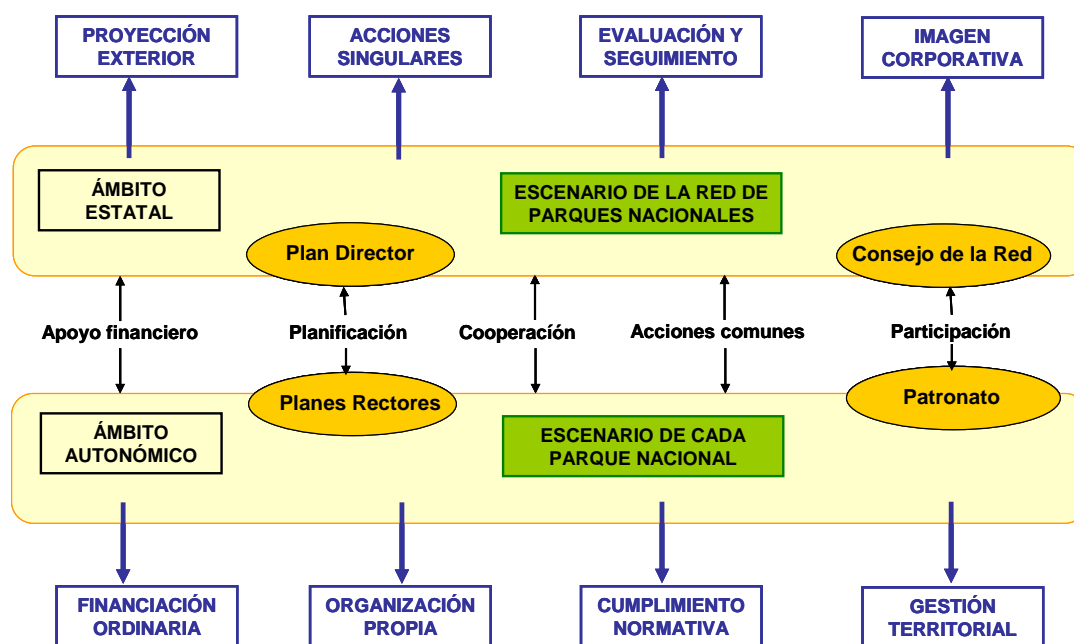 PROYECCIÓN
EXTERIOR
ACCIONES
SINGULARES
EVALUACIÓN Y
SEGUIMIENTO
IMAGEN
CORPORATIVA
ÁMBITO
ESTATAL
ESCENARIO DE LA RED DE
PARQUES NACIONALES
Plan Director
Consejo de la Red
Apoyo financiero
Planificación
Cooperación
Acciones comunes
Participación
Planes Rectores
Patronato
ÁMBITO
AUTONÓMICO
ESCENARIO DE CADA
PARQUE NACIONAL
FINANCIACIÓN
ORDINARIA
ORGANIZACIÓN
PROPIA
CUMPLIMIENTO
NORMATIVA
GESTIÓN
TERRITORIAL